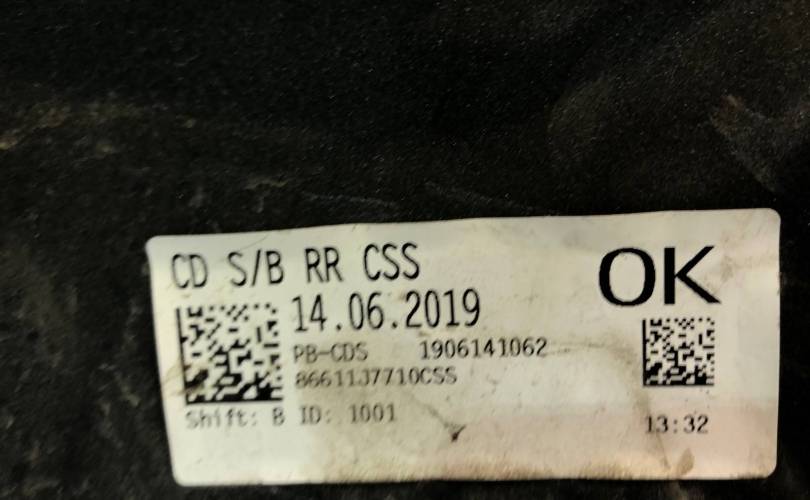 CD S/B RR CSS
OK
14.06.2019
PB-CDS 1906141062
86611J7710CSS
Shift: B ID: 1001
13:32